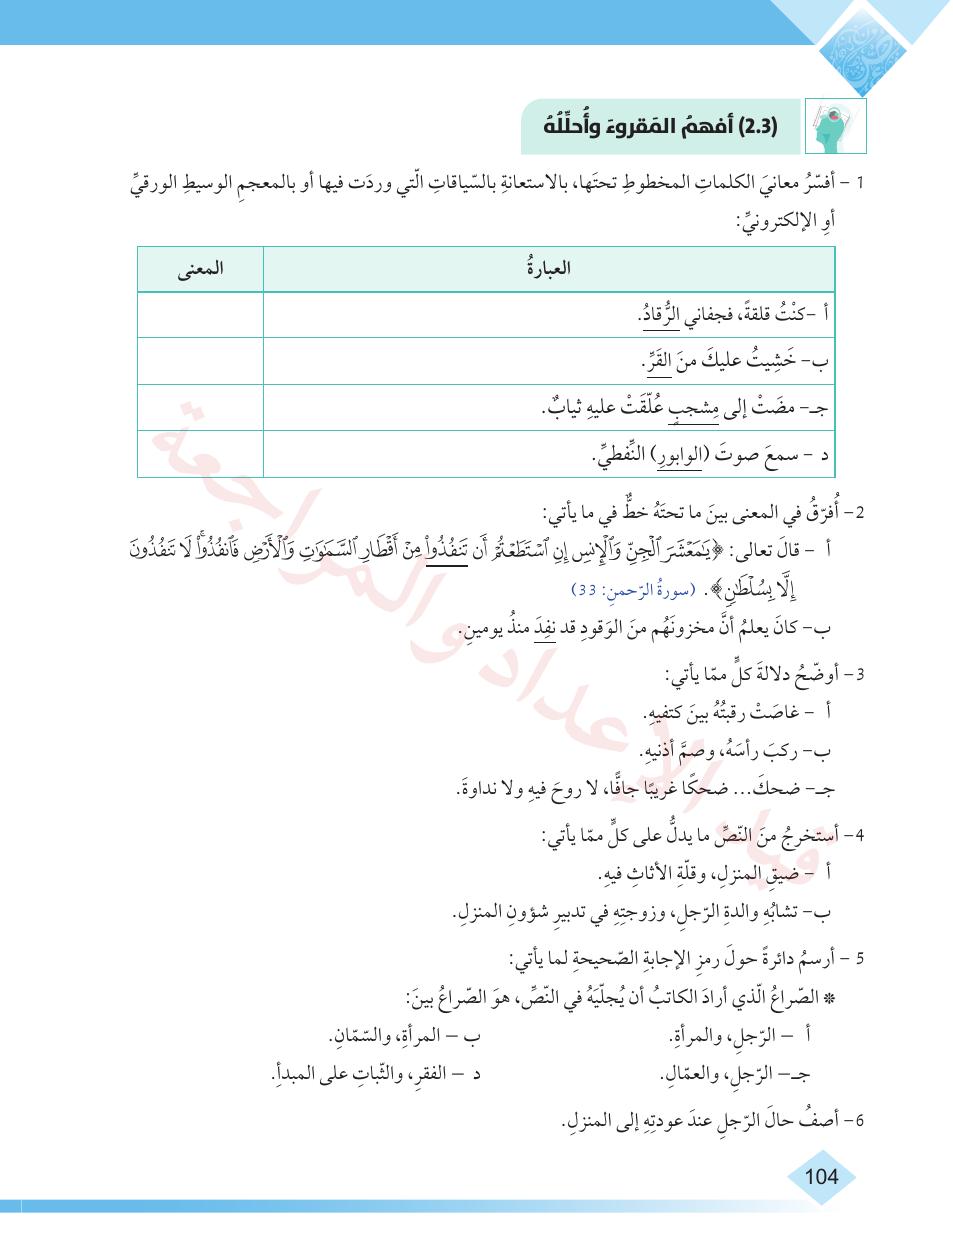 (2.3) أفهمُ المَقروءَ وأُحلِّلُهُ
1 – أفسّرُ معانيَ الكلماتِ المخطوطِ تحتَها، بالاستعانةِ بالسّياقاتِ الّتي وردَت فيها أو بالمعجمِ الوسيطِ الورقيِّ
أوِ الإلكترونيِّ:
العبارةُ المعنى
أ –كنْتُ قلقةً، فجفاني الرُّقادُ.
ب– خَشِيتُ عليكَ منَ القَرِّ.
جـ– مضَتْ إلى مِشجبٍ عُلّقَتْ عليهِ ثيابٌ.
د – سمعَ صوتَ (الوابورِ) النِّفطيِّ.
2– أُفرّقُ في المعنى بينَ ما تحتَهُ خطٌّ في ما يأتي:
أ – قالَ تعالى: ﴿يَٰمَعۡشَرَ ٱلۡجِنِّ وَٱلۡإِنسِ إِنِ ٱسۡتَطَعۡتُمۡ أَن تَنفُذُواْ مِنۡ أَقۡطَارِ ٱلسَّمَٰوَٰتِ وَٱلۡأَرۡضِ فَٱنفُذُواْۚ لَا تَنفُذُونَ
إِلَّا بِسُلۡطَٰنٖ﴾. (سورةُ الرّحمنِ: 33)
ب– كانَ يعلمُ أنَّ مخزونَهُم منَ الوَقودِ قد نفِدَ منذُ يومينِ.
3– أوضّحُ دلالةَ كلٍّ ممّا يأتي:
أ – غاصَتْ رقبتُهُ بينَ كتفيهِ.
ب– ركبَ رأسَهُ، وصمَّ أذنيهِ.
جـ– ضحكَ... ضحكًا غريبًا جافًّا، لا روحَ فيهِ ولا نداوةَ.
4– أستخرجُ منَ النّصِّ ما يدلُّ على كلٍّ ممّا يأتي:
أ – ضيقِ المنزلِ، وقلّةِ الأثاثِ فيهِ.
ب– تشابُهِ والدةِ الرّجلِ، وزوجتِهِ في تدبيرِ شؤونِ المنزلِ.
5 – أرسمُ دائرةً حولَ رمزِ الإجابةِ الصّحيحةِ لما يأتي:
* الصّراعُ الّذي أرادَ الكاتبُ أن يُجلّيَهُ في النّصِّ، هوَ الصّراعُ بينَ:
أ – الرّجلِ، والمرأةِ. ب – المرأةِ، والسّمّانِ.
جـ– الرّجلِ، والعمّالِ. د – الفقرِ، والثّباتِ على المبدأِ.
6– أصفُ حالَ الرّجلِ عندَ عودتِهِ إلى المنزلِ.
104
قيد الإعداد والمراجعة